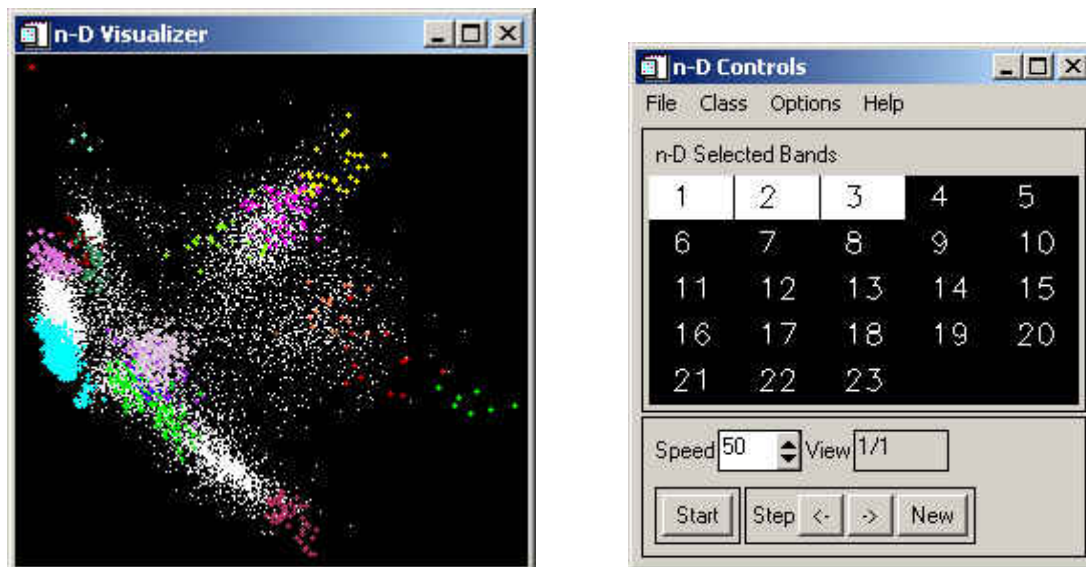 n-D Visualizer
n-D Controls
File Class Options Help
n-D Selected Bands
1 2 3 4 5
6 7 8 9 10
11 12 13 14 15
16 17 18 19 20
21 22 23
Speed 50 View 1/1
Start Step <- -> New